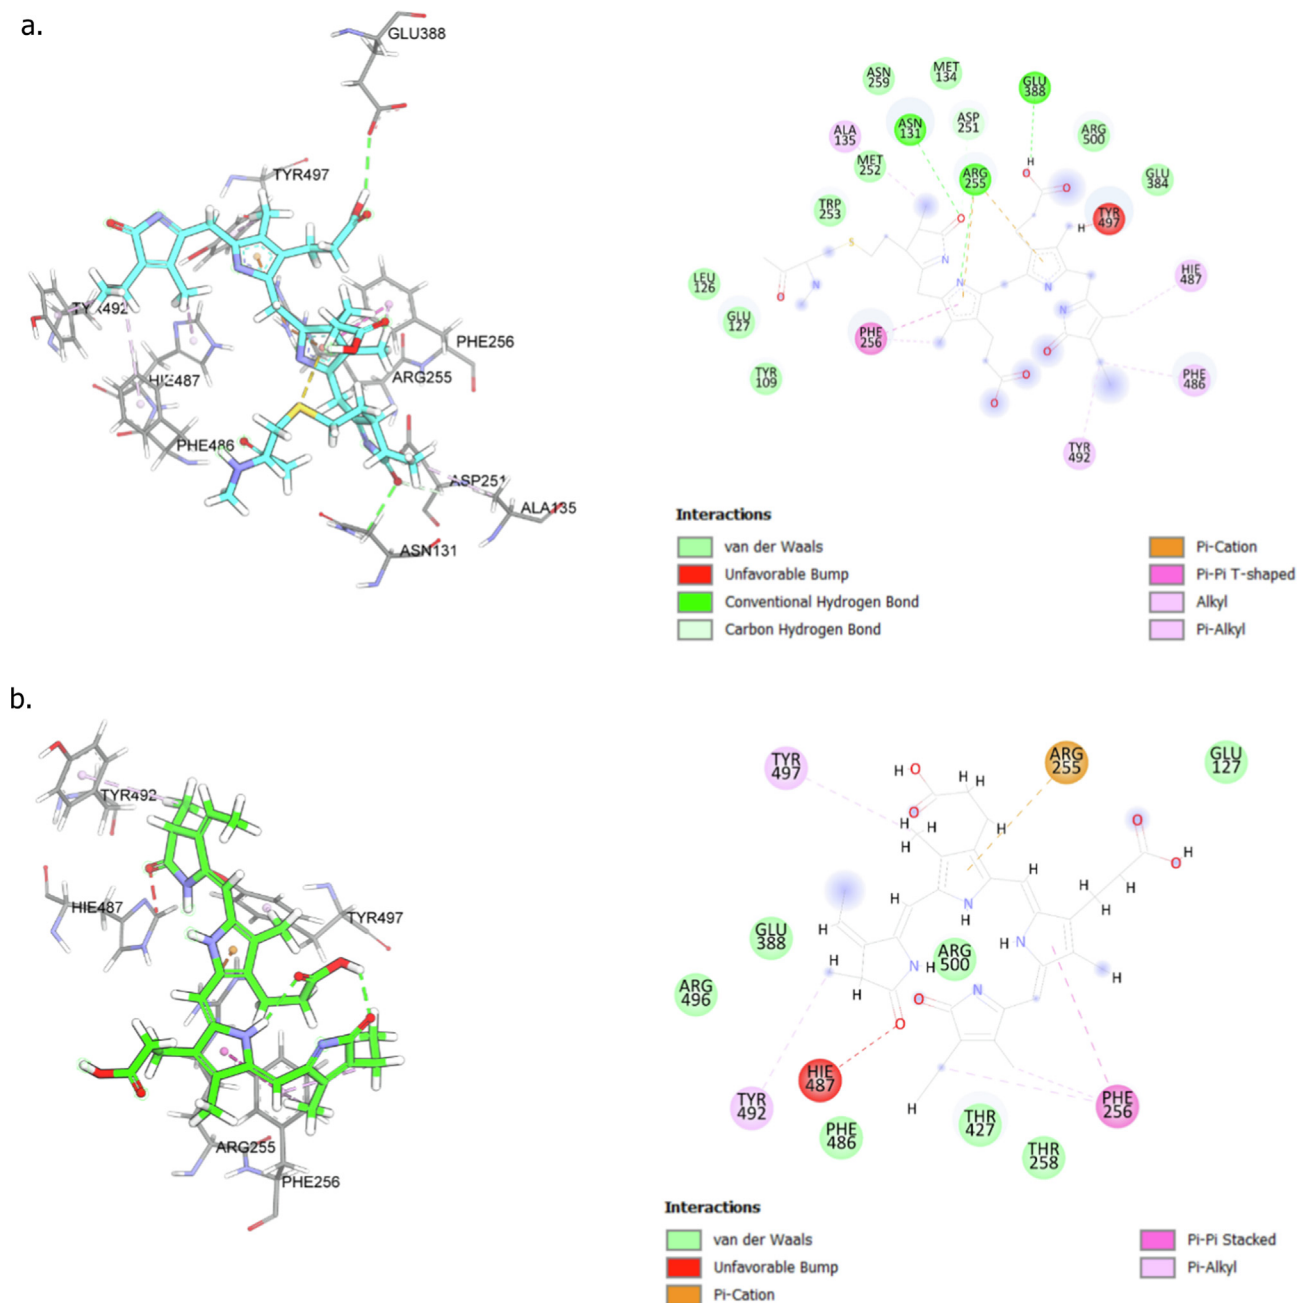 a.
GLU388
TYR497
TYR492
HIE487
PHE486
PHE256
ARG255
ASP251
ALA135
ASN131
ASN
259
MET
134
GLU
388
ALA
135
ASN
131
ASP
251
ARG
500
MET
252
ARG
255
GLU
384
TRP
253
TYR
497
LEU
126
HIE
487
GLU
127
PHE
256
TYR
109
PHE
486
TYR
492
H
O
O
H
O
S
N
N
N
N
N
O
N
O
O
O
Interactions
van der Waals
Unfavorable Bump
Conventional Hydrogen Bond
Carbon Hydrogen Bond
Pi-Cation
Pi-Pi T-shaped
Alkyl
Pi-Alkyl
b.
TYR492
HIE487
TYR497
ARG255
PHE256
TYR
497
ARG
255
GLU
127
H O
H
H
O
H
H
H
H
O
O
H
H
H
H
H
N
H
H
H N
H
GLU
388
ARG
500
ARG
496
N H
H
O
O
N
H
HIE
487
TYR
492
PHE
486
THR
427
THR
258
PHE
256
Interactions
van der Waals
Unfavorable Bump
Pi-Cation
Pi-Pi Stacked
Pi-Alkyl